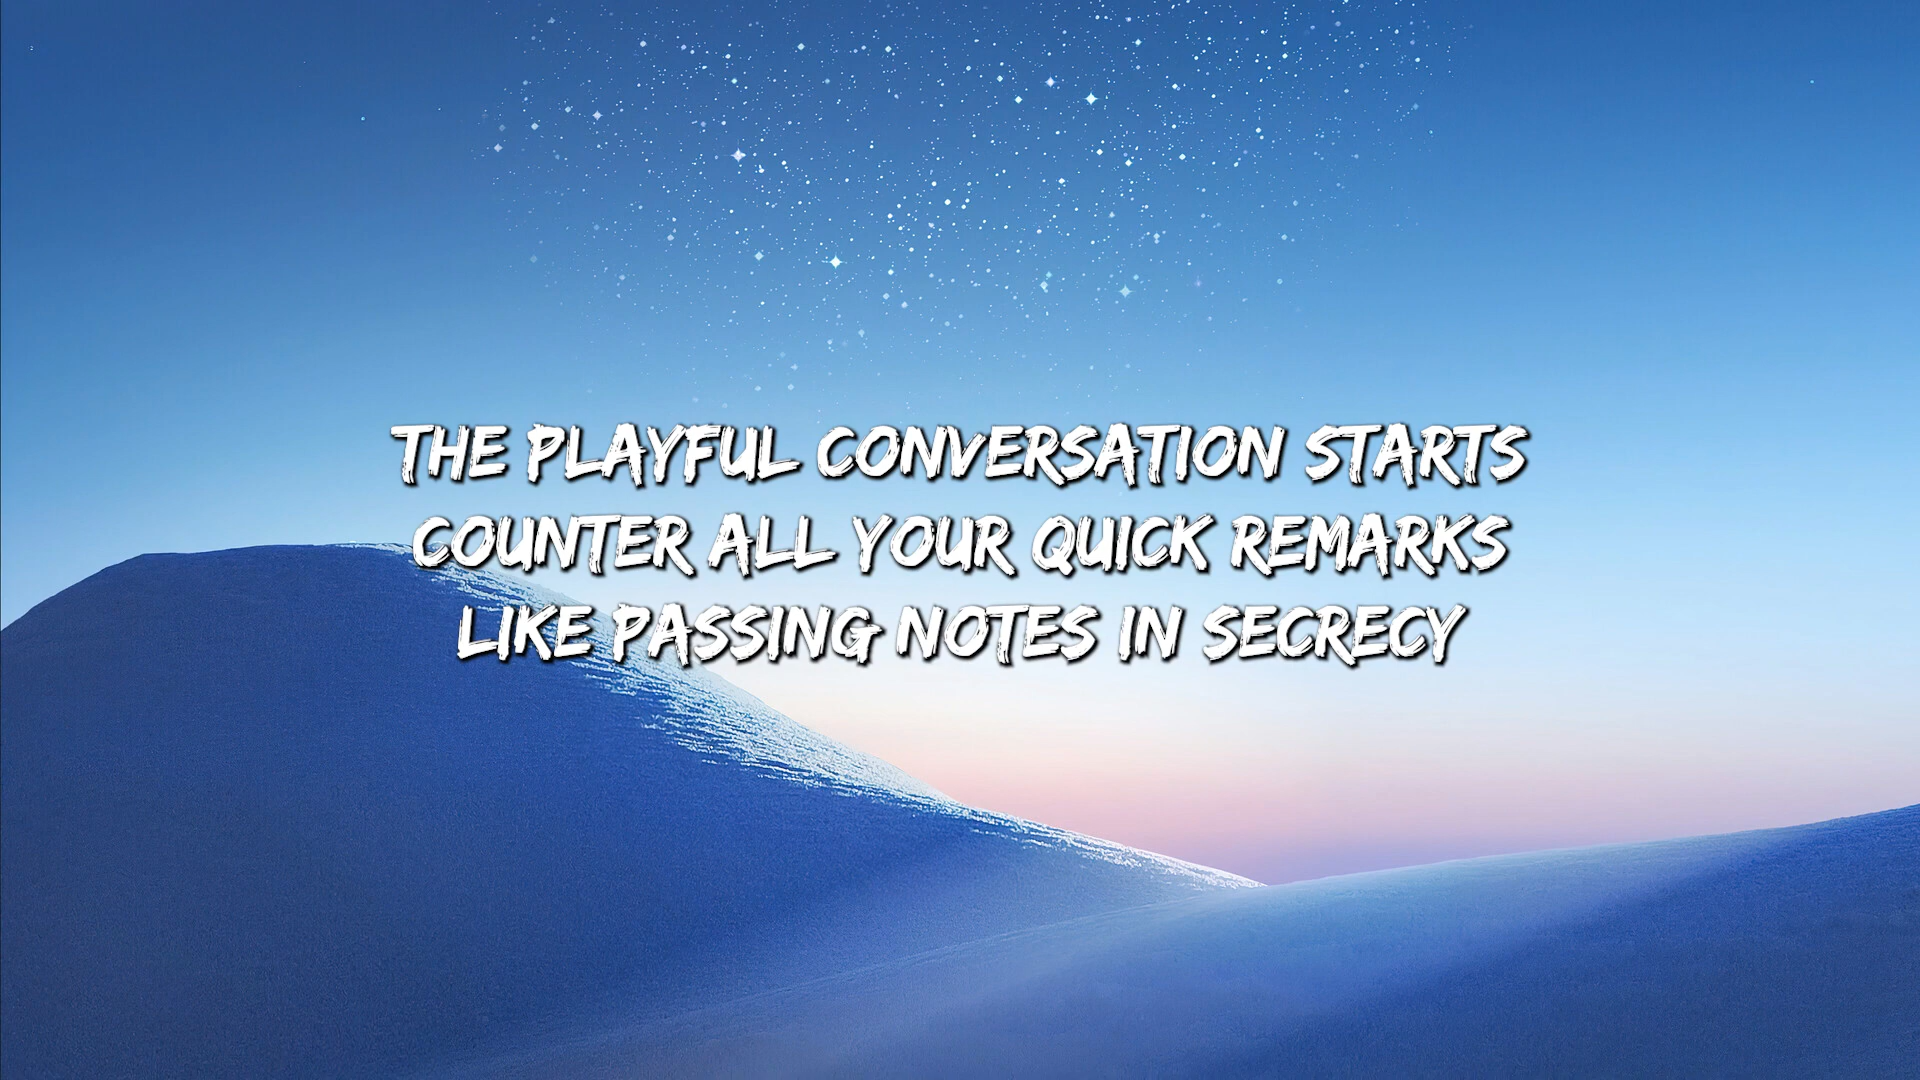 THE PLAYFUL CONVERSATION STARTS
COUNTER ALL YOUR QUICK REMARKS
LIKE PASSING NOTES IN SECRECY